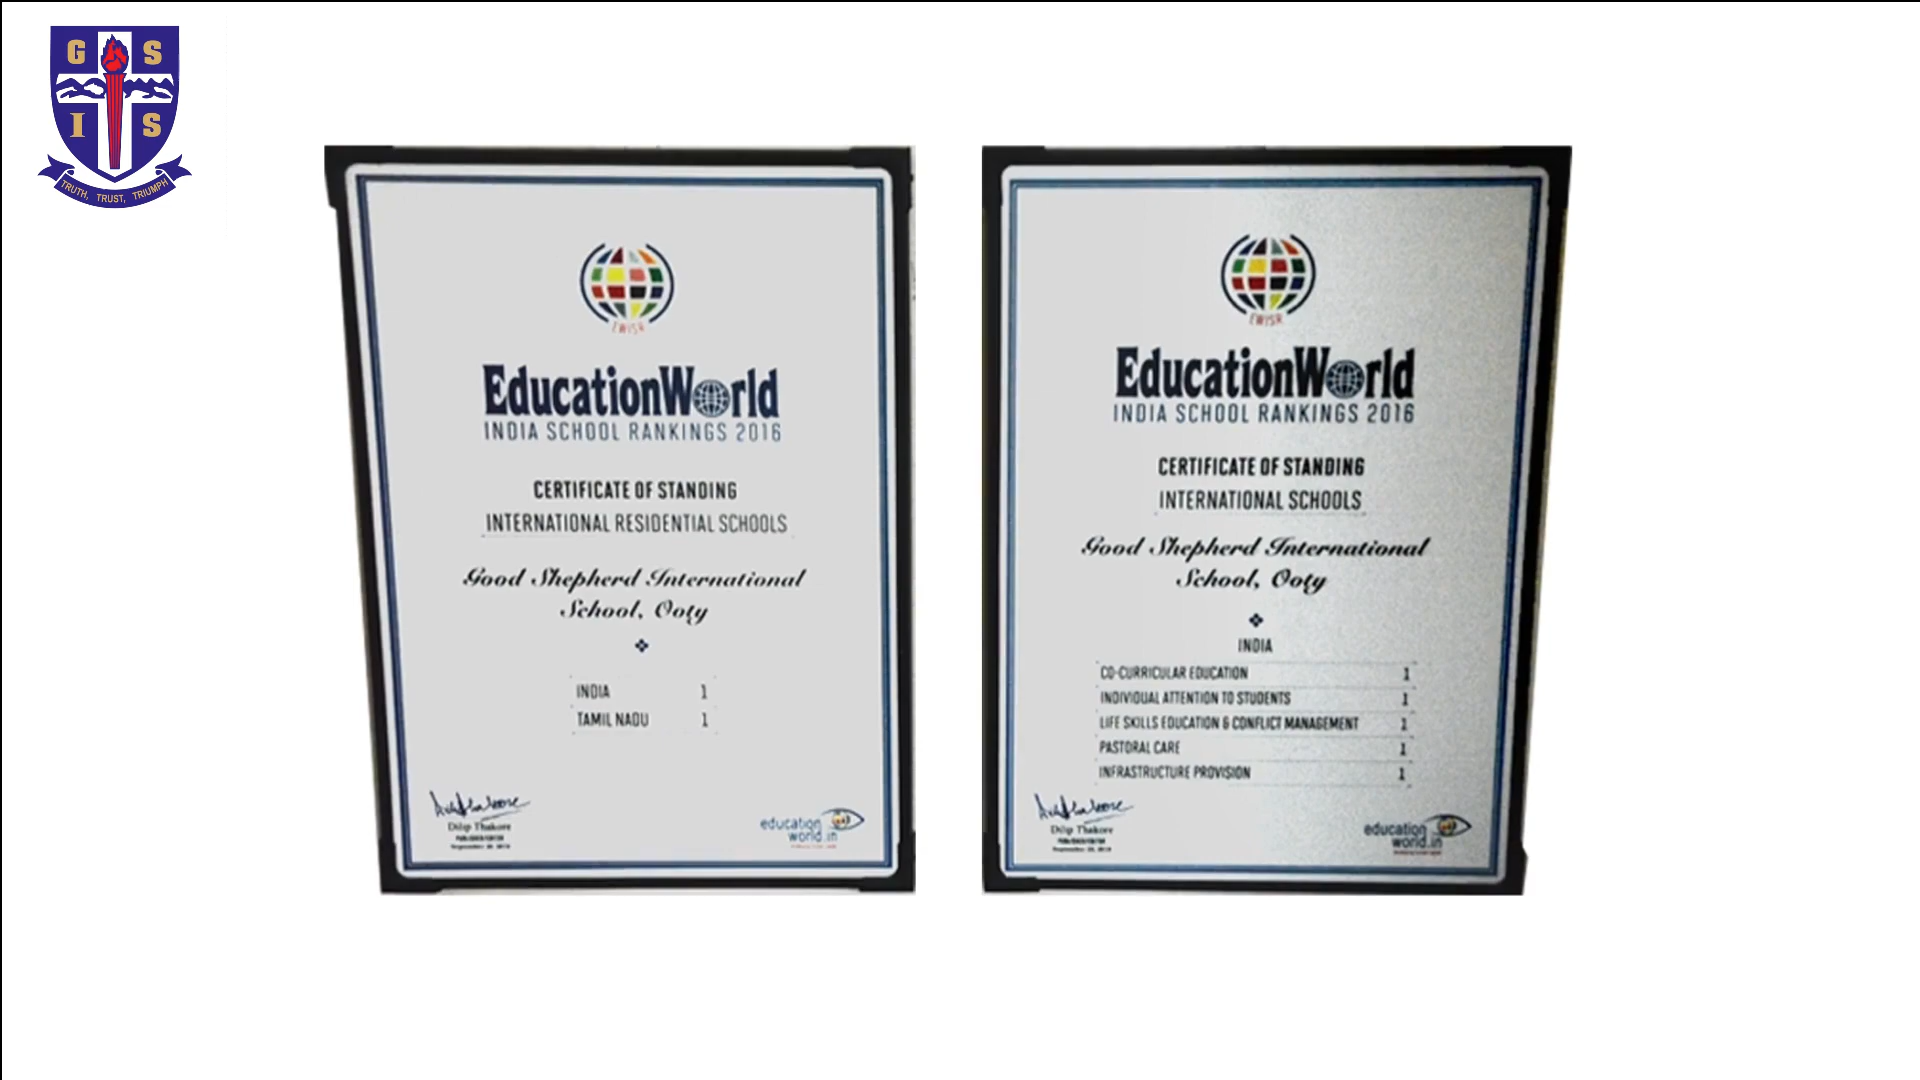 G S
I S
TRUTH, TRUST, TRIUMPH
EWISR
EducationWorld
INDIA SCHOOL RANKINGS 2016
CERTIFICATE OF STANDING
INTERNATIONAL RESIDENTIAL SCHOOLS
Good Shepherd International
School, Ooty
INDIA 1
TAMIL NADU 1
Dilip Thakore
education
world.in
EWISR
EducationWorld
INDIA SCHOOL RANKINGS 2016
CERTIFICATE OF STANDING
INTERNATIONAL SCHOOLS
Good Shepherd International
School, Ooty
INDIA
CO-CURRICULAR EDUCATION 1
INDIVIDUAL ATTENTION TO STUDENTS 1
LIFE SKILLS EDUCATION & CONFLICT MANAGEMENT 1
PASTORAL CARE 1
INFRASTRUCTURE PROVISION 1
Dilip Thakore
education
world.in